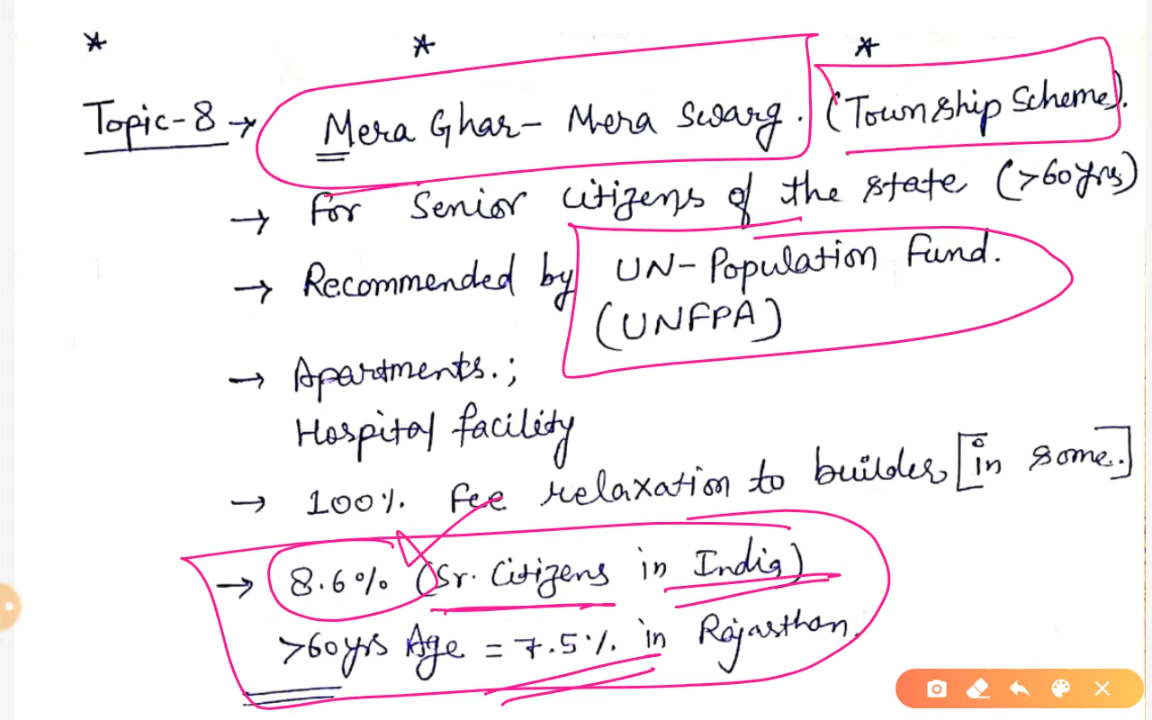 * * *
Topic-8 → Mera Ghar- Mera Swarg. (Township Scheme).
→ For Senior Citizens of the state (>60yrs)
→ Recommended by UN-Population Fund.
(UNFPA)
→ Apartments.;
Hospital facility
→ 100% Fee relaxation to builder [in some.]
→ 8.6% (Sr. Citizens in India)
>60yrs Age = 7.5% in Rajasthan.